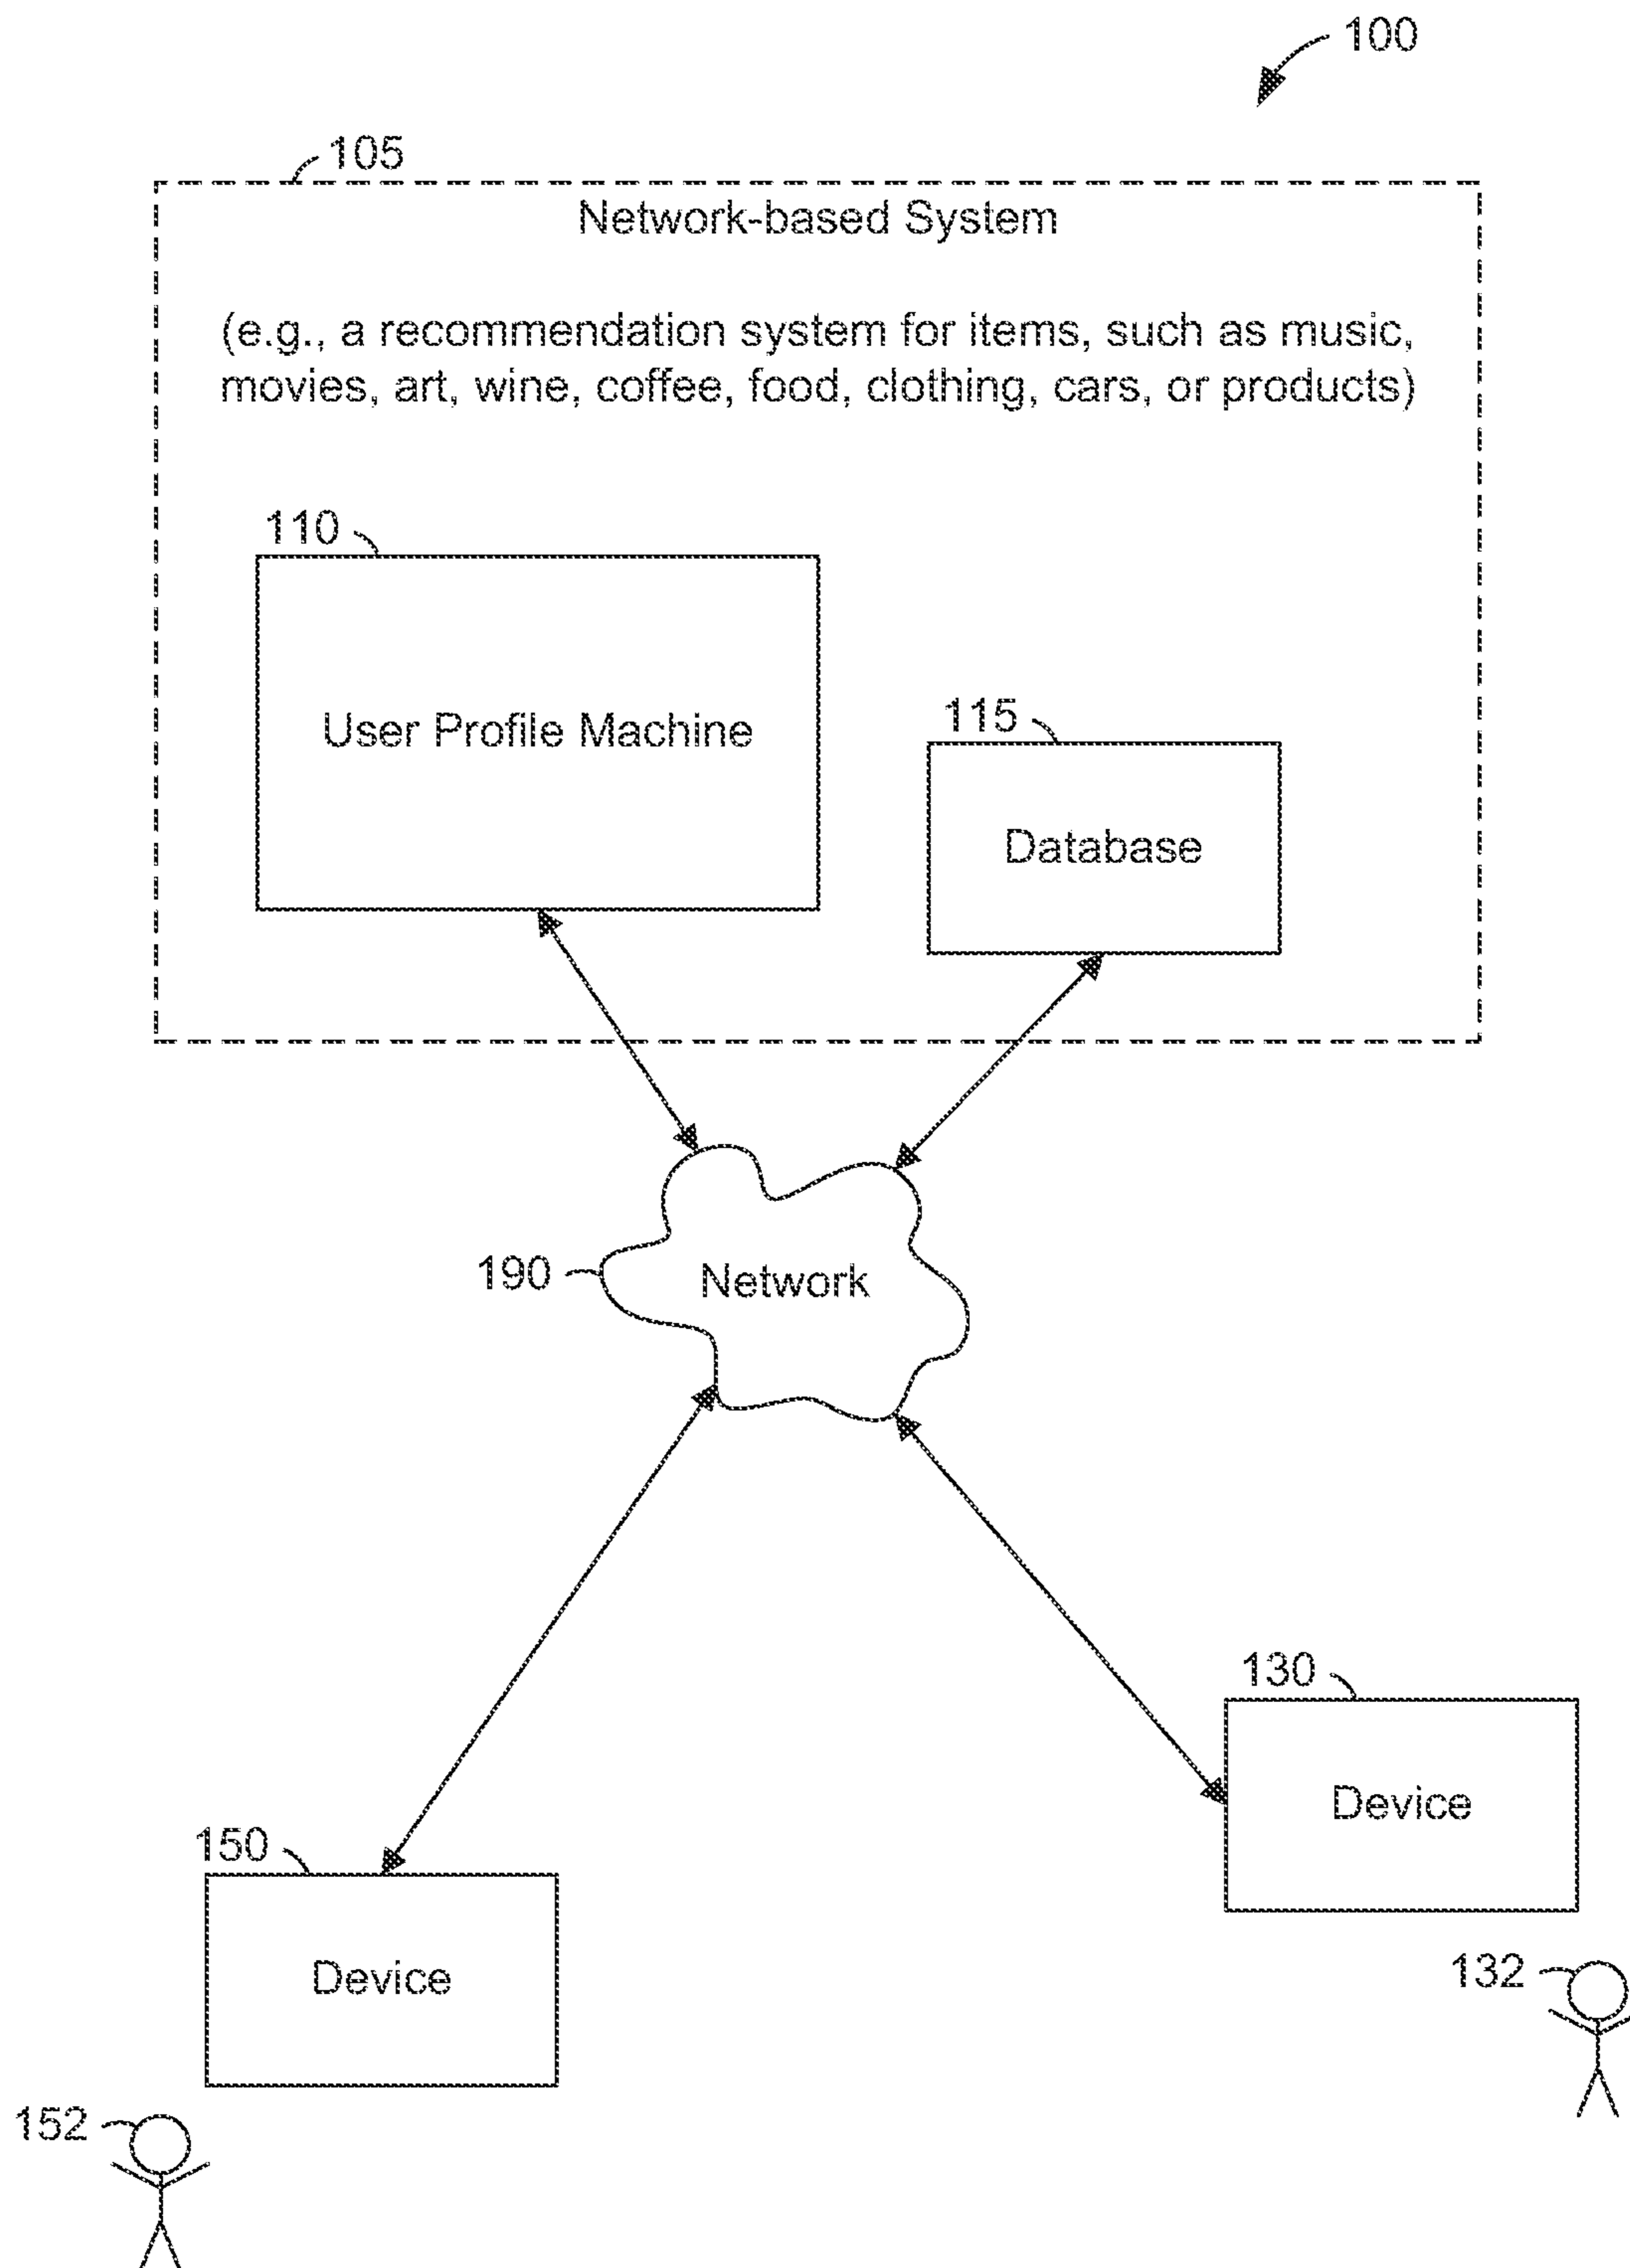 100
105
Network-based System
(e.g., a recommendation system for items, such as music,
movies, art, wine, coffee, food, clothing, cars, or products)
110
User Profile Machine
115
Database
190
Network
130
Device
150
Device
132
152